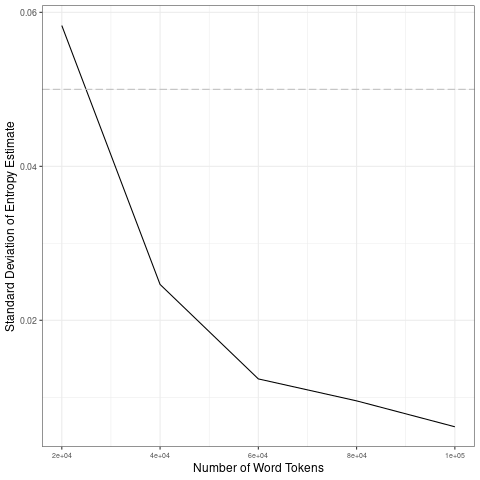 0.06
0.04
0.02
Standard Deviation of Entropy Estimate
2e+04 4e+04 6e+04 8e+04 1e+05
Number of Word Tokens